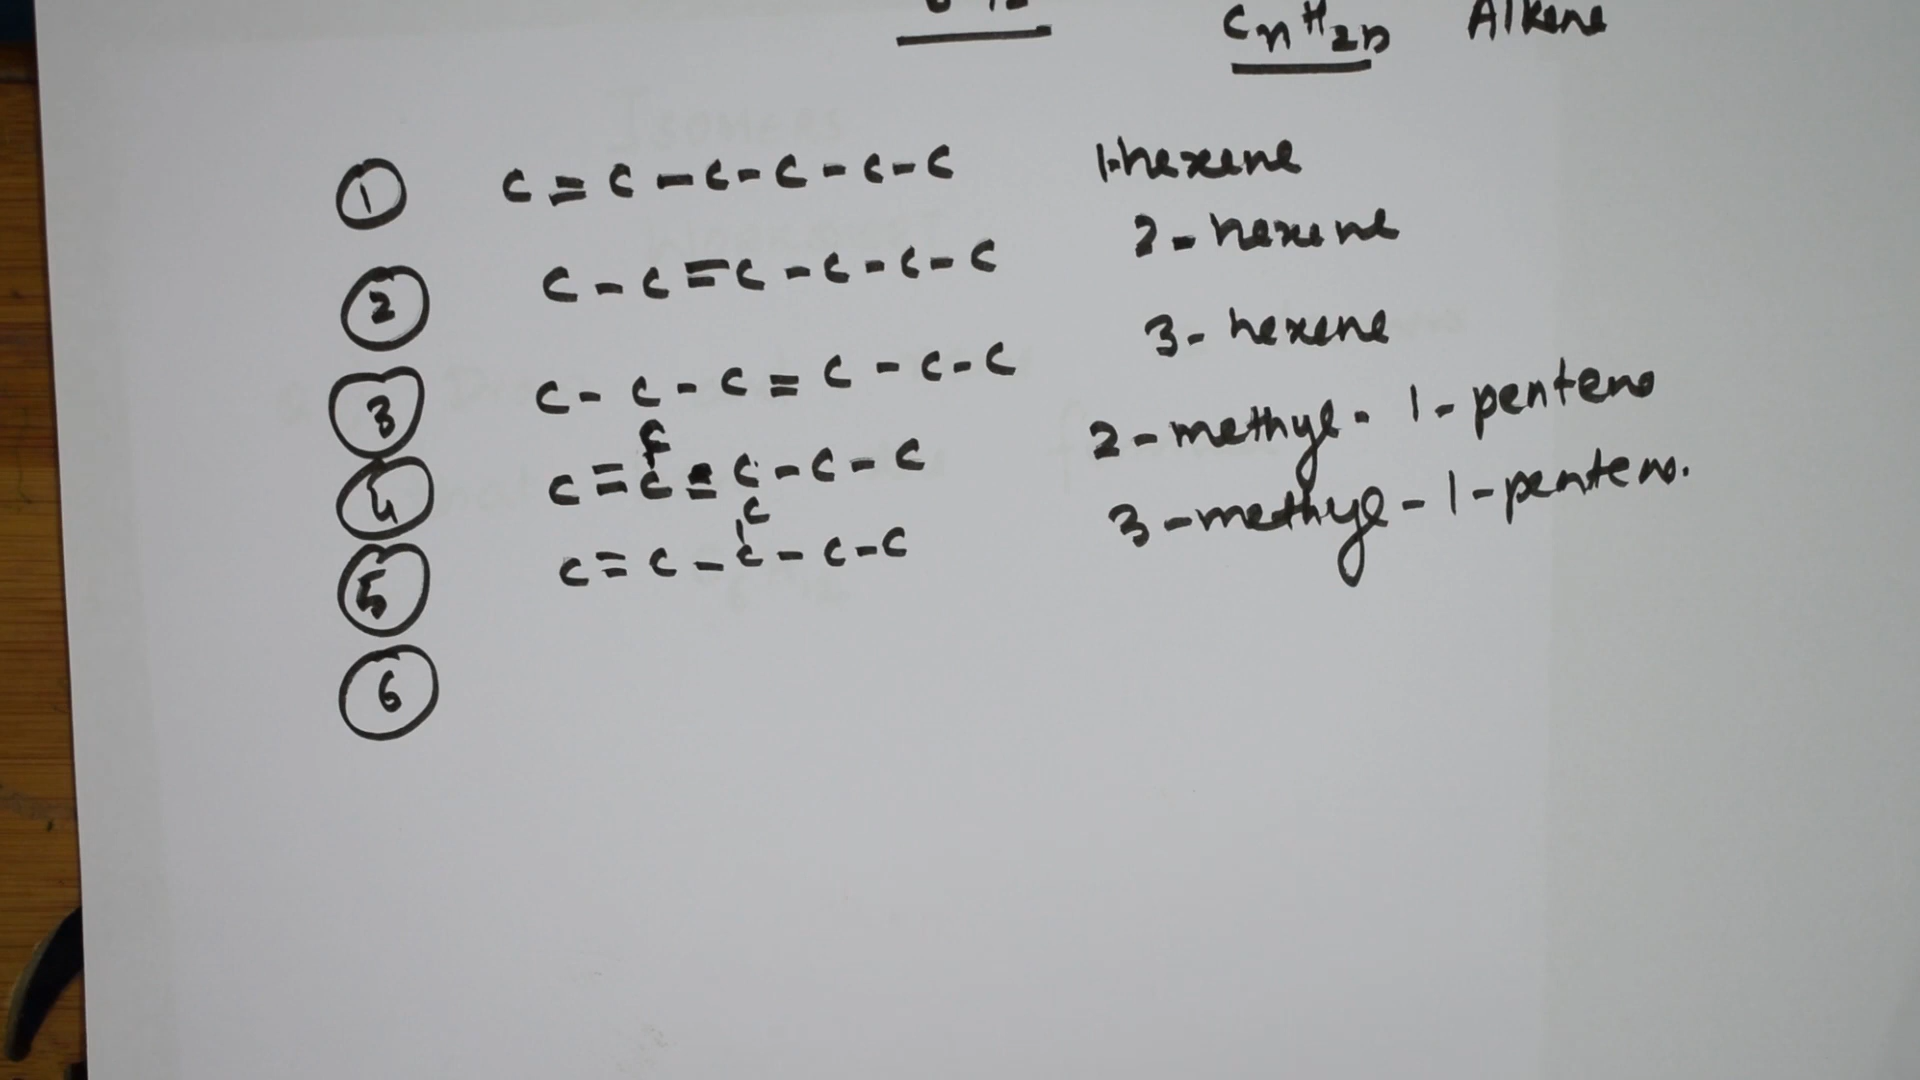 CnH2n Alkene
① C=C-C-C-C-C 1-hexene
② C-C=C-C-C-C 2-hexene
③ C-C-C=C-C-C 3-hexene
C
④ C=C-C-C-C 2-methyl-1-pentene
C
⑤ C=C-C-C-C 3-methyl-1-pentene.
⑥
ISOMERS